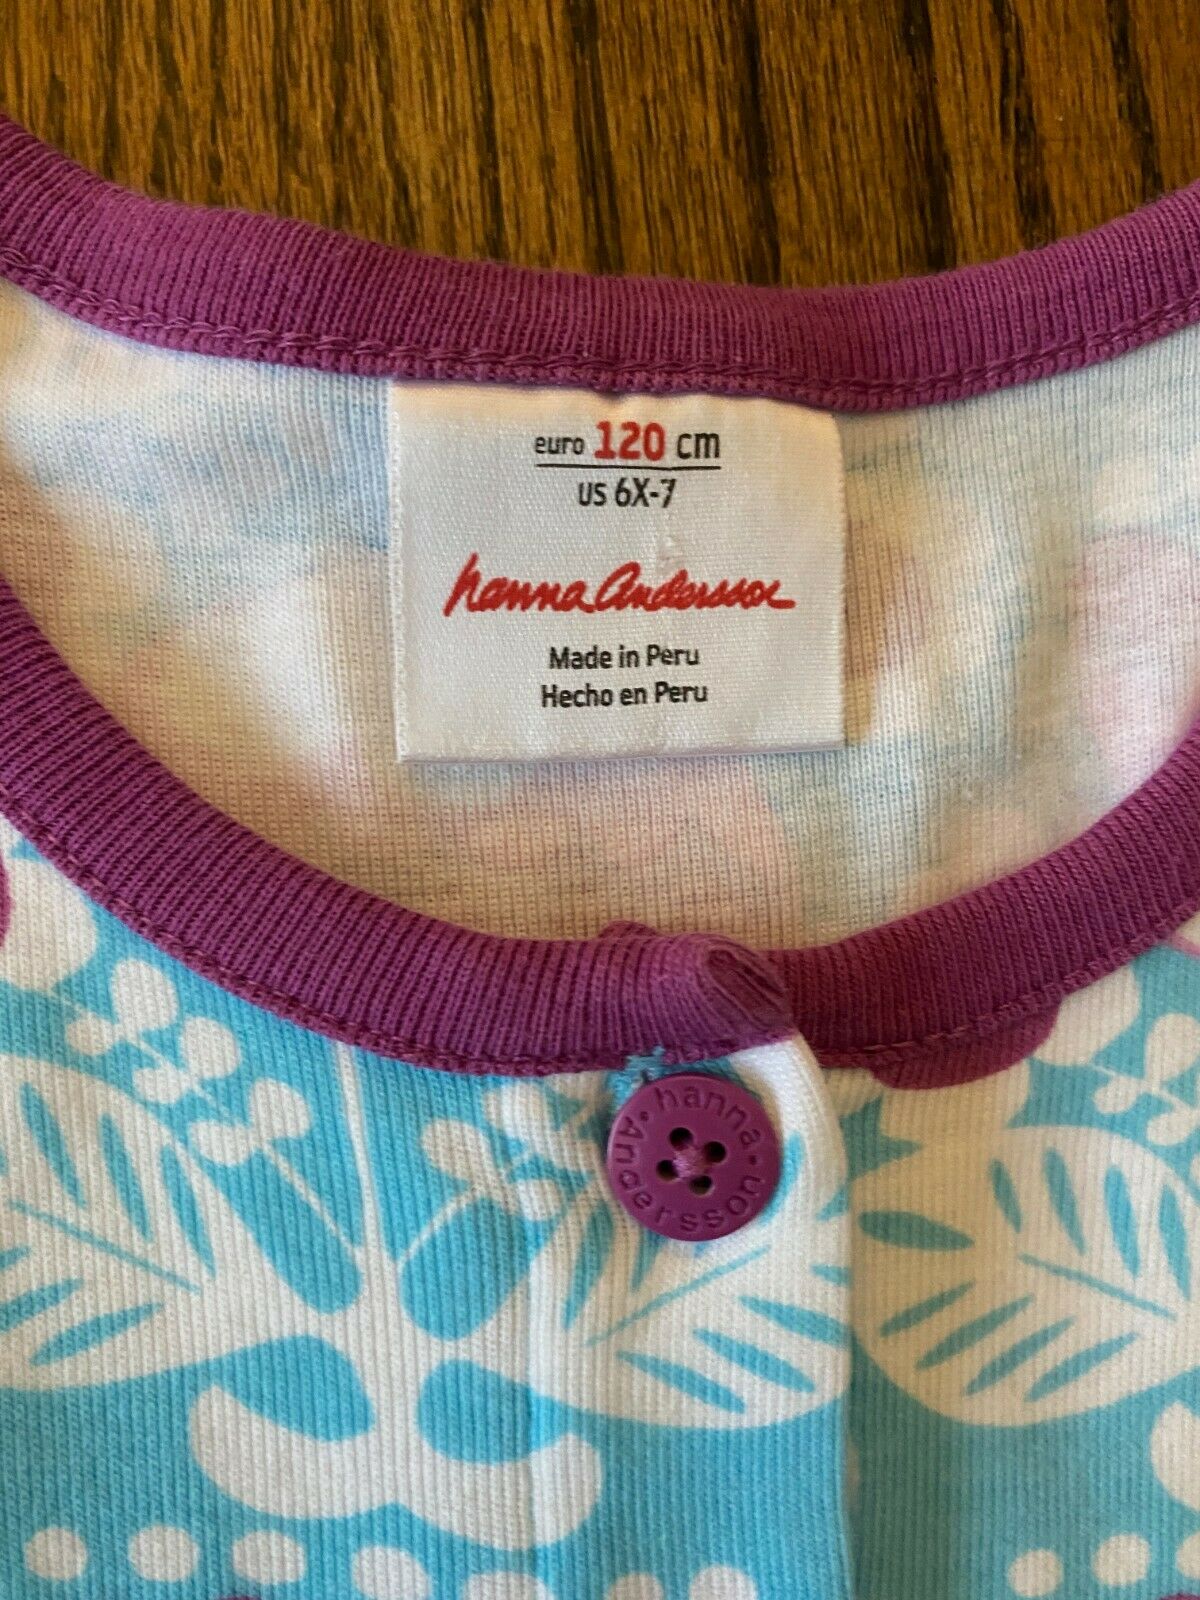 euro 120 cm
US 6X-7
hanna Andersson
Made in Peru
Hecho en Peru
hanna • Andersson •